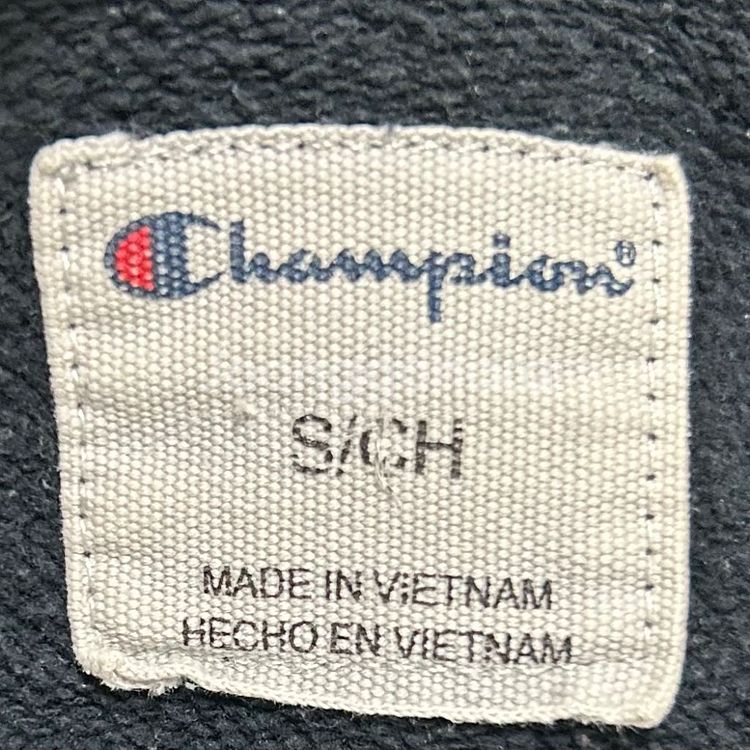 Champion®
S/CH
MADE IN VIETNAM
HECHO EN VIETNAM